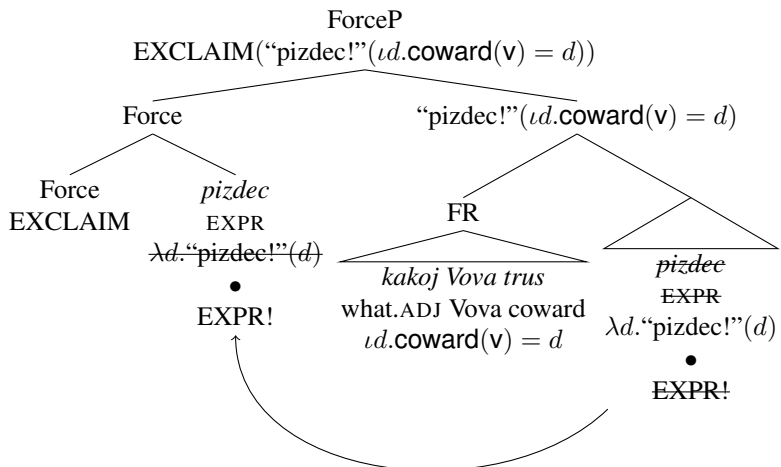 ForceP
EXCLAIM(“pizdec!”(ιd.coward(v) = d))
Force
“pizdec!”(ιd.coward(v) = d)
Force
EXCLAIM
pizdec
EXPR
λd.“pizdec!”(d)
•
EXPR!
FR
kakoj Vova trus
what.ADJ Vova coward
ιd.coward(v) = d
pizdec
EXPR
λd.“pizdec!”(d)
•
EXPR!